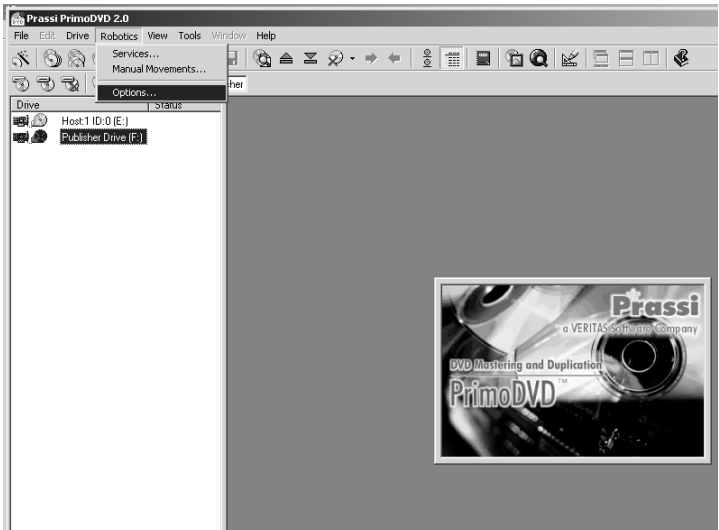 Prassi PrimoDVD 2.0
File Edit Drive Robotics View Tools Window Help
Services...
Manual Movements...
Options...
Drive Status
Host:1 ID:0 (E:)
Publisher Drive (F:)
Prassi
a VERITAS Software Company
DVD Mastering and Duplication
PrimoDVD™